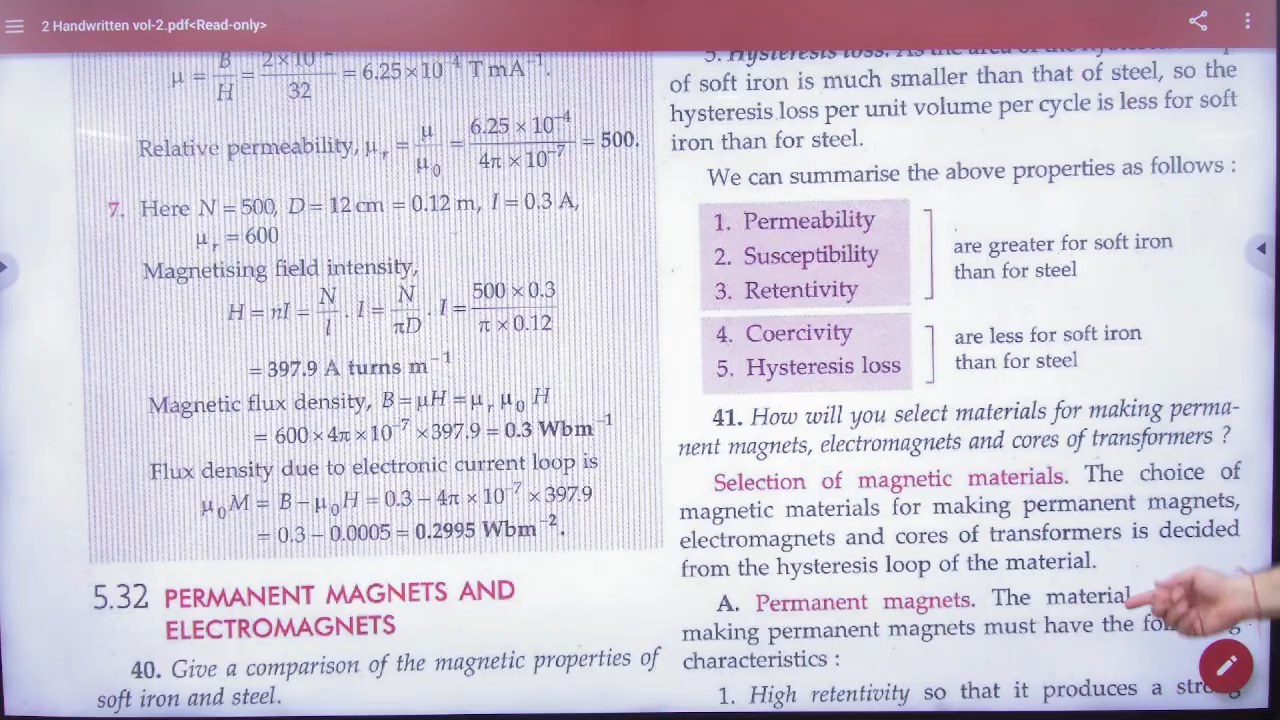 2 Handwritten vol-2.pdf<Read-only>
μ = B/H = 2×10 /32 = 6.25×10⁻⁴ T mA⁻¹.
Relative permeability, μᵣ = μ/μ₀ = 6.25 × 10⁻⁴/4π × 10⁻⁷ = 500.
7. Here N = 500, D = 12 cm = 0.12 m, I = 0.3 A,
μᵣ = 600
Magnetising field intensity,
H = nI = N/l . I = N/πD . I = 500 × 0.3/π × 0.12
= 397.9 A turns m⁻¹
Magnetic flux density, B = μH = μᵣ μ₀ H
= 600 × 4π × 10⁻⁷ × 397.9 = 0.3 Wbm⁻¹
Flux density due to electronic current loop is
μ₀M = B − μ₀H = 0.3 − 4π × 10⁻⁷ × 397.9
= 0.3 − 0.0005 = 0.2995 Wbm⁻².
5.32 PERMANENT MAGNETS AND
ELECTROMAGNETS
40. Give a comparison of the magnetic properties of
soft iron and steel.
5. Hysteresis loss. As the area of the
of soft iron is much smaller than that of steel, so the
hysteresis loss per unit volume per cycle is less for soft
iron than for steel.
We can summarise the above properties as follows :
1. Permeability
2. Susceptibility
3. Retentivity
are greater for soft iron
than for steel
4. Coercivity
5. Hysteresis loss
are less for soft iron
than for steel
41. How will you select materials for making perma-
nent magnets, electromagnets and cores of transformers ?
Selection of magnetic materials. The choice of
magnetic materials for making permanent magnets,
electromagnets and cores of transformers is decided
from the hysteresis loop of the material.
A. Permanent magnets. The material
making permanent magnets must have the
characteristics :
1. High retentivity so that it produces a